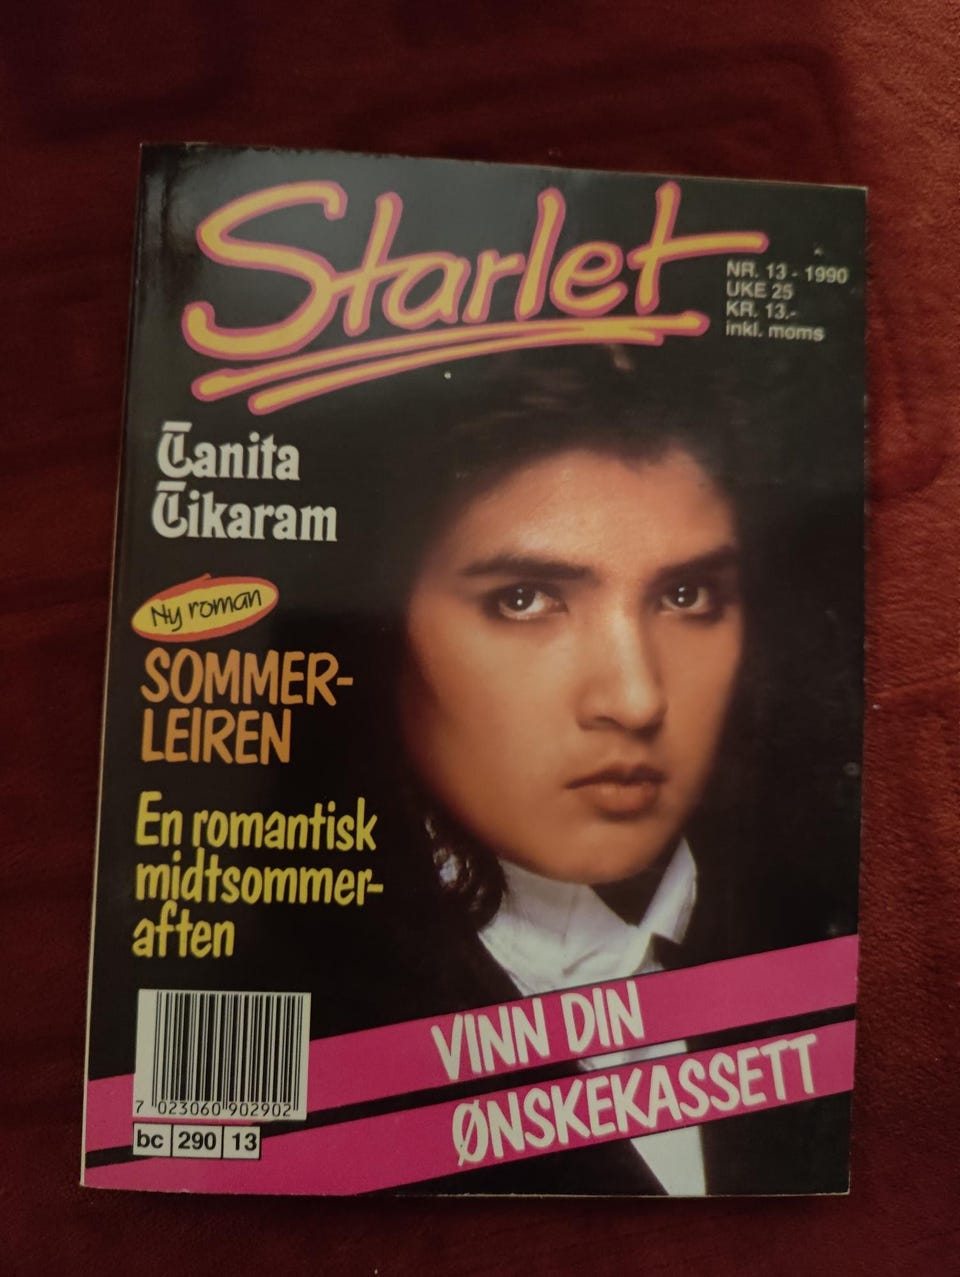 Starlet
NR. 13 - 1990
UKE 25
KR. 13.-
inkl. moms
Tanita
Tikaram
Ny roman
SOMMER-
LEIREN
En romantisk
midtsommer-
aften
VINN DIN
ØNSKEKASSETT
7 023060 902902
bc 290 13